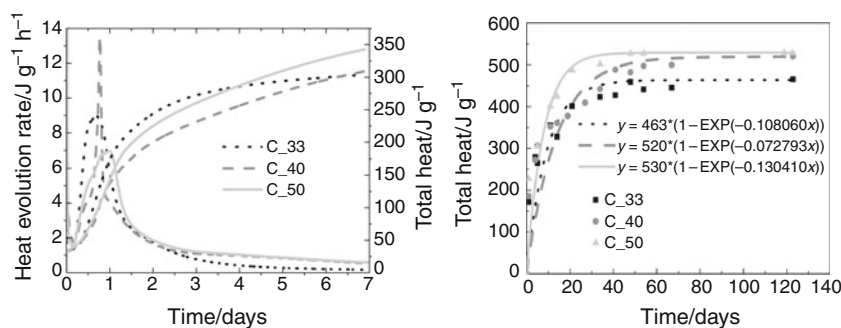 Heat evolution rate/J g⁻¹ h⁻¹
14
12
10
8
6
4
2
0
0 1 2 3 4 5 6 7
Time/days
350
300
250
200
150
100
50
0
Total heat/J g⁻¹
C_33
C_40
C_50
Total heat/J g⁻¹
600
500
400
300
200
100
0
0 20 40 60 80 100 120 140
Time/days
y = 463*(1−EXP(−0.108060x))
y = 520*(1−EXP(−0.072793x))
y = 530*(1−EXP(−0.130410x))
C_33
C_40
C_50